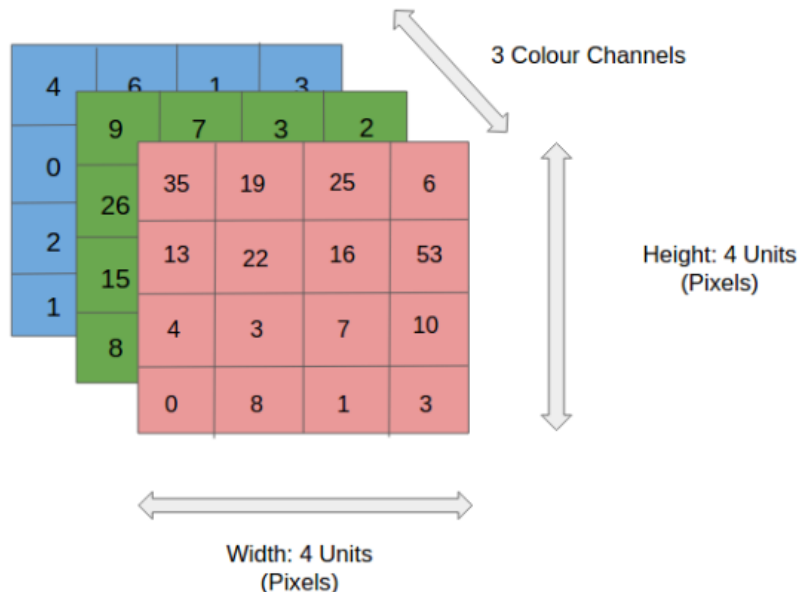 3 Colour Channels
4 6 1 3
9 7 3 2
35 19 25 6
0
26
13 22 16 53
Height: 4 Units
(Pixels)
2
15
4 3 7 10
1
8
0 8 1 3
Width: 4 Units
(Pixels)